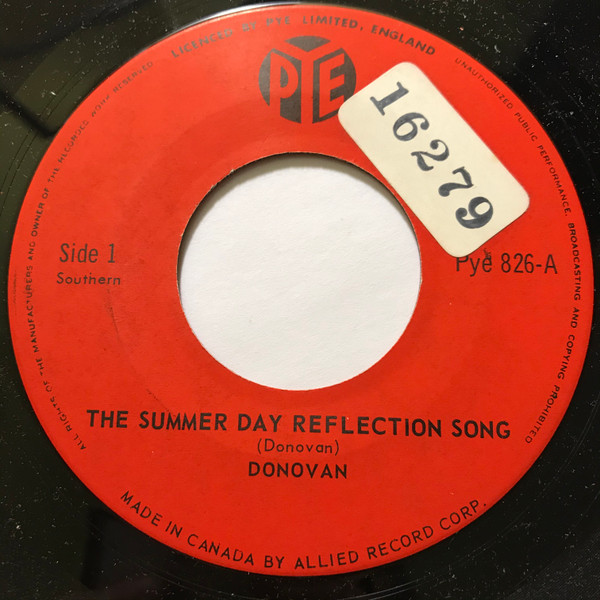 LICENCED BY PYE LIMITED, ENGLAND
PYE
16279
Side 1
Southern
Pye 826-A
THE SUMMER DAY REFLECTION SONG
(Donovan)
DONOVAN
MADE IN CANADA BY ALLIED RECORD CORP.
ALL RIGHTS OF THE MANUFACTURERS AND OWNER OF THE RECORDED WORK RESERVED
UNAUTHORIZED PUBLIC PERFORMANCE, BROADCASTING AND COPYING PROHIBITED